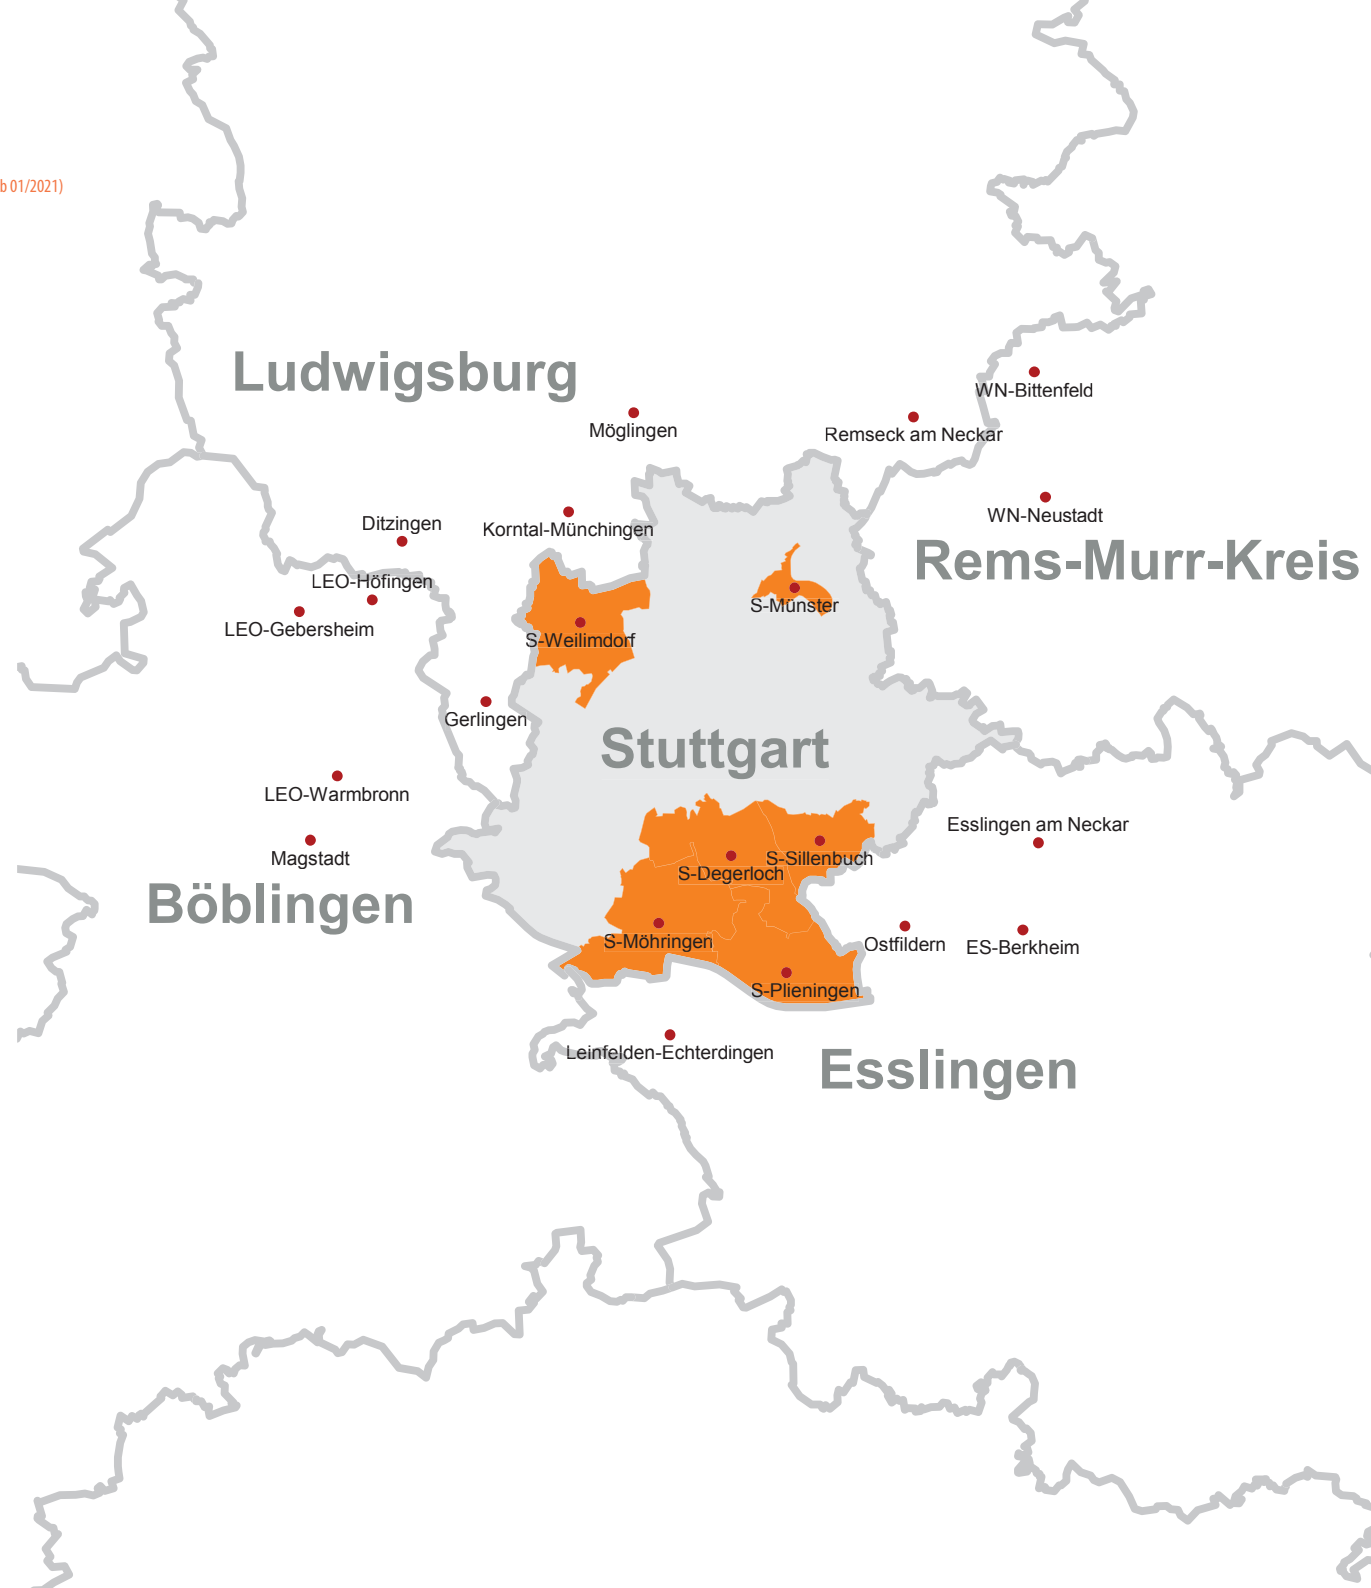 b 01/2021)
Ludwigsburg
WN-Bittenfeld
Möglingen
Remseck am Neckar
WN-Neustadt
Ditzingen
Korntal-Münchingen
Rems-Murr-Kreis
LEO-Höfingen
S-Münster
LEO-Gebersheim
S-Weilimdorf
Gerlingen
Stuttgart
LEO-Warmbronn
Esslingen am Neckar
Magstadt
S-Sillenbuch
S-Degerloch
Böblingen
S-Möhringen
Ostfildern
ES-Berkheim
S-Plieningen
Leinfelden-Echterdingen
Esslingen